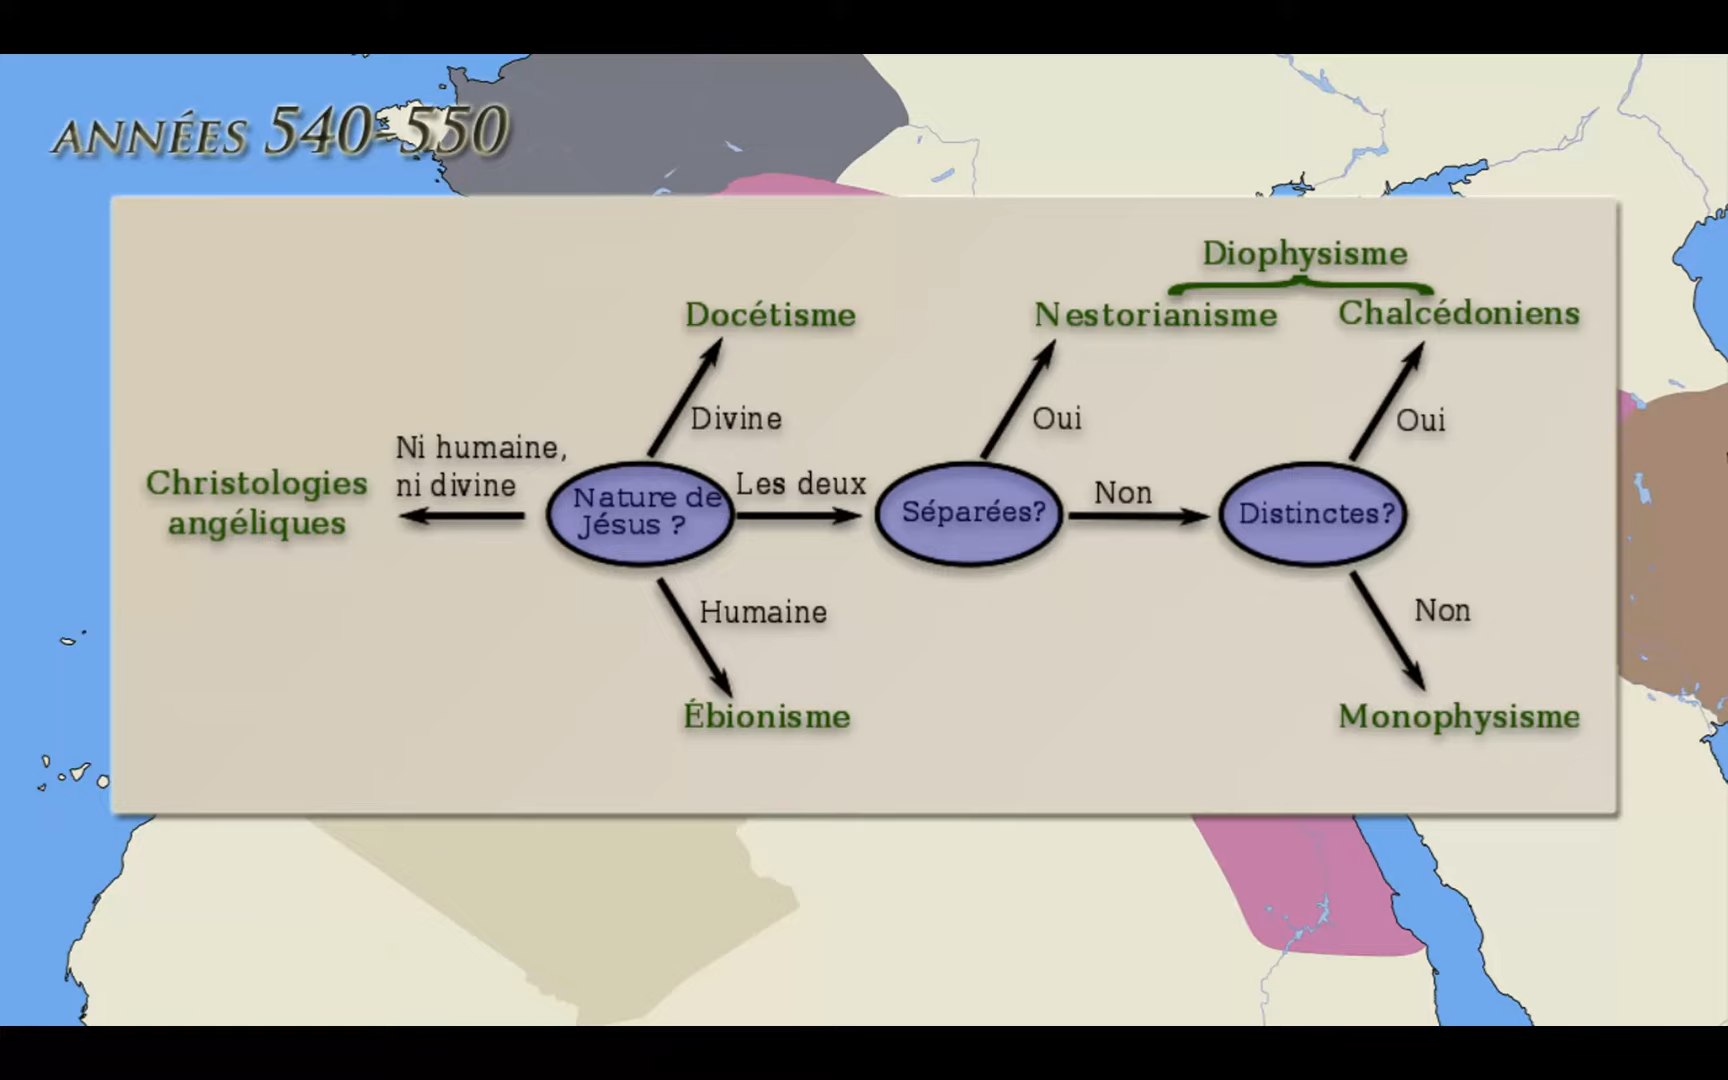 ANNÉES 540-550
Diophysisme
Docétisme
Nestorianisme
Chalcédoniens
Divine
Oui
Oui
Ni humaine,
ni divine
Christologies
angéliques
Nature de
Jésus ?
Les deux
Séparées?
Non
Distinctes?
Humaine
Non
Ébionisme
Monophysisme